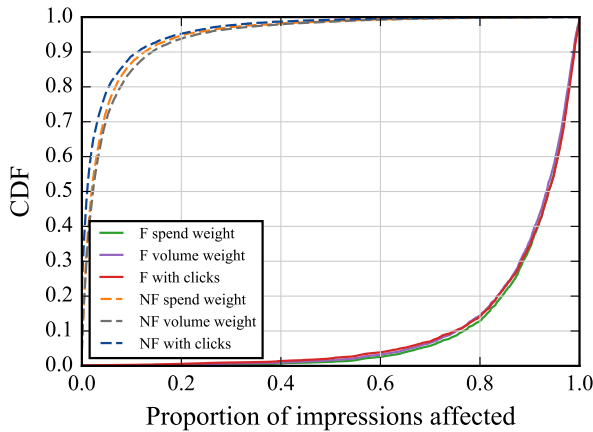 1.0
0.9
0.8
0.7
0.6
0.5
0.4
0.3
0.2
0.1
0.0
CDF
F spend weight
F volume weight
F with clicks
NF spend weight
NF volume weight
NF with clicks
0.0 0.2 0.4 0.6 0.8 1.0
Proportion of impressions affected